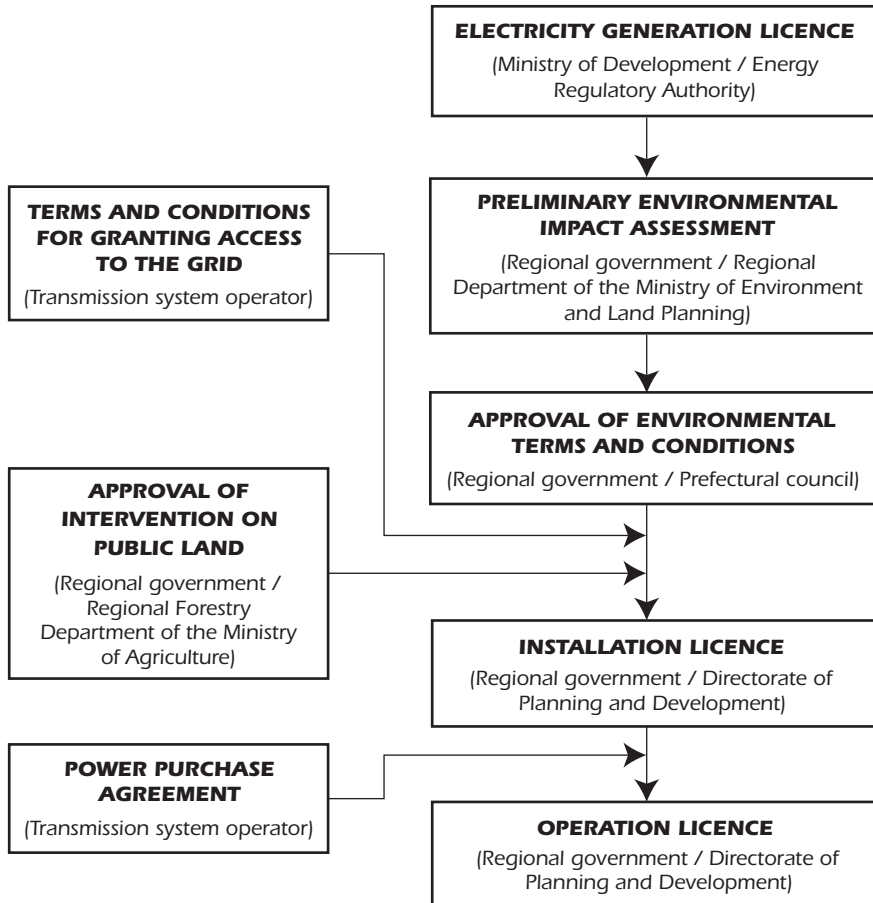 ELECTRICITY GENERATION LICENCE
(Ministry of Development / Energy
Regulatory Authority)
TERMS AND CONDITIONS
FOR GRANTING ACCESS
TO THE GRID
(Transmission system operator)
PRELIMINARY ENVIRONMENTAL
IMPACT ASSESSMENT
(Regional government / Regional
Department of the Ministry of Environment
and Land Planning)
APPROVAL OF ENVIRONMENTAL
TERMS AND CONDITIONS
(Regional government / Prefectural council)
APPROVAL OF
INTERVENTION ON
PUBLIC LAND
(Regional government /
Regional Forestry
Department of the Ministry
of Agriculture)
INSTALLATION LICENCE
(Regional government / Directorate of
Planning and Development)
POWER PURCHASE
AGREEMENT
(Transmission system operator)
OPERATION LICENCE
(Regional government / Directorate of
Planning and Development)